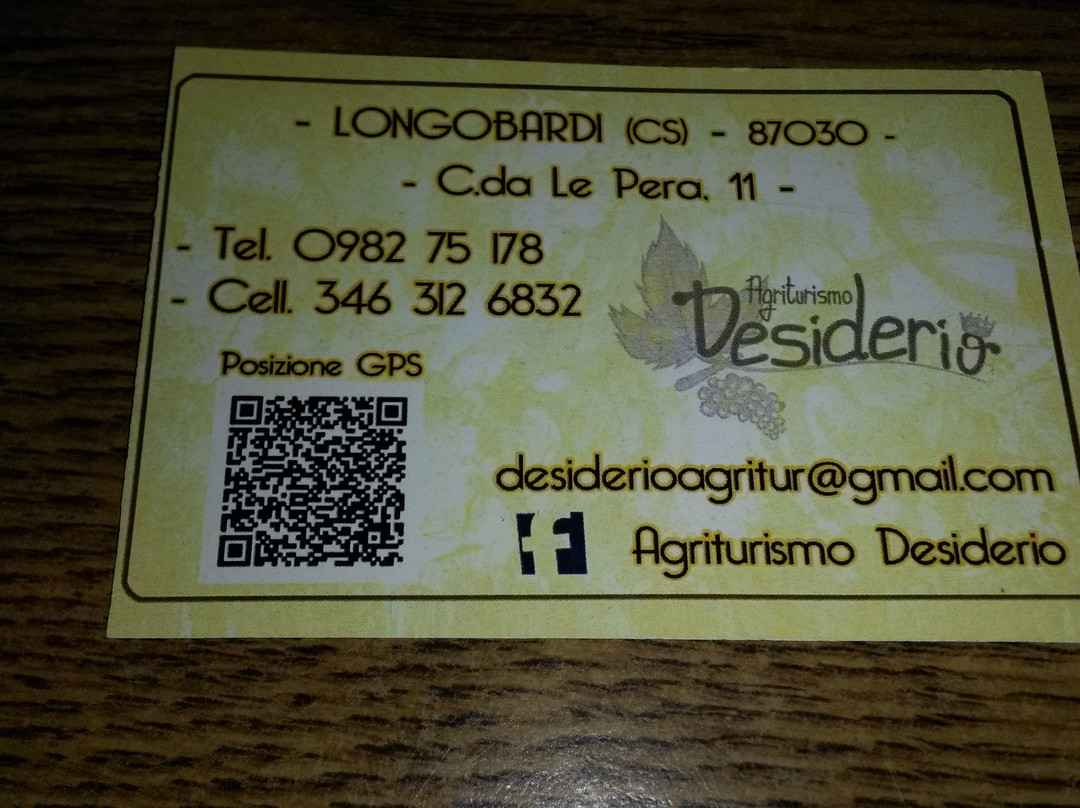 - LONGOBARDI (CS) - 87030 -
- C.da Le Pera, 11 -
- Tel. 0982 75 178
- Cell. 346 312 6832
Agriturismo
Desiderio
Posizione GPS
desiderioagritur@gmail.com
f Agriturismo Desiderio